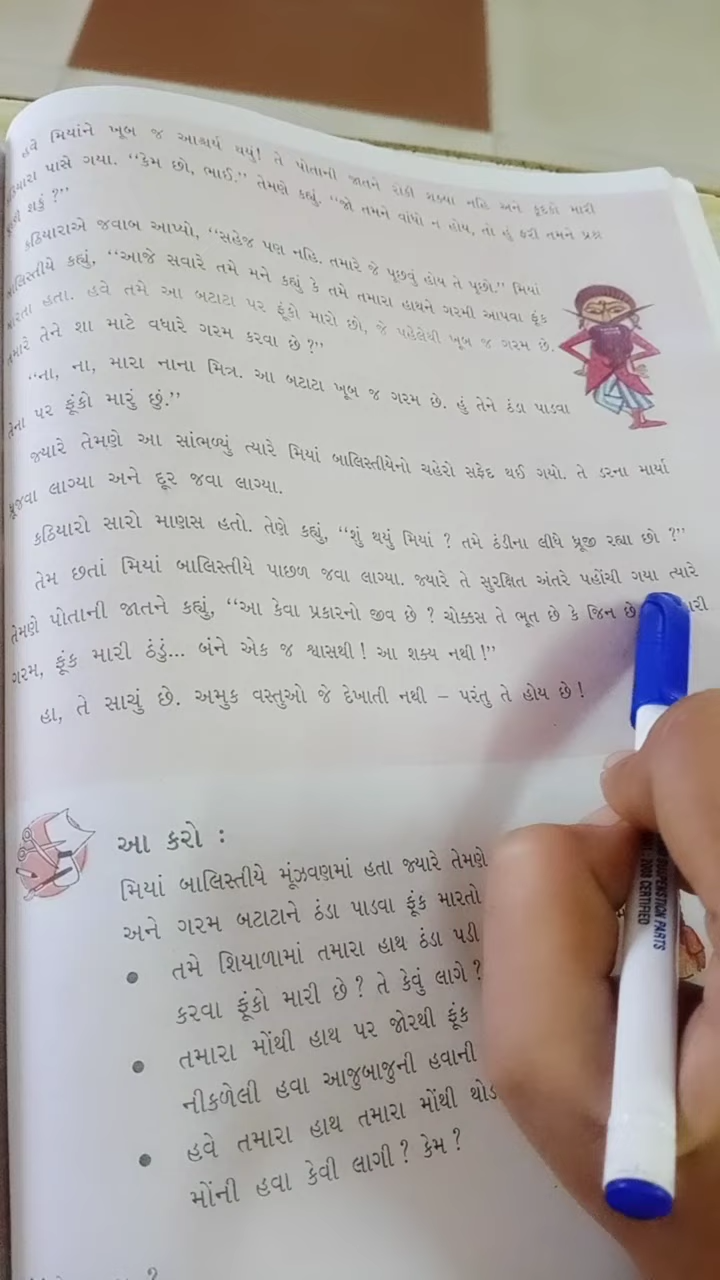 હવે મિયાંને ખૂબ જ આશ્ચર્ય થયું! તે પોતાની જાતને રોકી શક્યા નહિ અને કૂદકો મારી
પાસે ગયા. “કેમ છો, ભાઈ.” તેમણે કહ્યું. “જો તમને વાંધો ન હોય, તો હું ફરી તમને પ્રશ્ન
શકું ?”
કઠિયારાએ જવાબ આપ્યો, “સહેજ પણ નહિ. તમારે જે પૂછવું હોય તે પૂછો.” મિયાં
બાલિસ્તીયે કહ્યું, “આજે સવારે તમે મને કહ્યું કે તમે તમારા હાથને ગરમી આપવા ફૂંક
મારતા હતા. હવે તમે આ બટાટા પર ફૂંકો મારો છો, જે પહેલેથી ખૂબ જ ગરમ છે.
તમારે તેને શા માટે વધારે ગરમ કરવા છે ?”
“ના, ના, મારા નાના મિત્ર. આ બટાટા ખૂબ જ ગરમ છે. હું તેને ઠંડા પાડવા
તેના પર ફૂંકો મારું છું.”
જ્યારે તેમણે આ સાંભળ્યું ત્યારે મિયાં બાલિસ્તીયેનો ચહેરો સફેદ થઈ ગયો. તે ડરના માર્યા
ધ્રૂજવા લાગ્યા અને દૂર જવા લાગ્યા.
કઠિયારો સારો માણસ હતો. તેણે કહ્યું, “શું થયું મિયાં ? તમે ઠંડીના લીધે ધ્રૂજી રહ્યા છો ?”
તેમ છતાં મિયાં બાલિસ્તીયે પાછળ જવા લાગ્યા. જ્યારે તે સુરક્ષિત અંતરે પહોંચી ગયા ત્યારે
તેમણે પોતાની જાતને કહ્યું, “આ કેવા પ્રકારનો જીવ છે ? ચોક્કસ તે ભૂત છે કે જિન છે
ગરમ, ફૂંક મારી ઠંડું... બંને એક જ શ્વાસથી ! આ શક્ય નથી !”
હા, તે સાચું છે. અમુક વસ્તુઓ જે દેખાતી નથી – પરંતુ તે હોય છે !
આ કરો :
મિયાં બાલિસ્તીયે મૂંઝવણમાં હતા જ્યારે તેમણે
અને ગરમ બટાટાને ઠંડા પાડવા ફૂંક મારતો
● તમે શિયાળામાં તમારા હાથ ઠંડા પડી
કરવા ફૂંકો મારી છે ? તે કેવું લાગે ?
● તમારા મોંથી હાથ પર જોરથી ફૂંક
નીકળેલી હવા આજુબાજુની હવાની
● હવે તમારા હાથ તમારા મોંથી થોડ
મોંની હવા કેવી લાગી ? કેમ ?
SUPERSTICH PARTS
2008 CERTIFIED